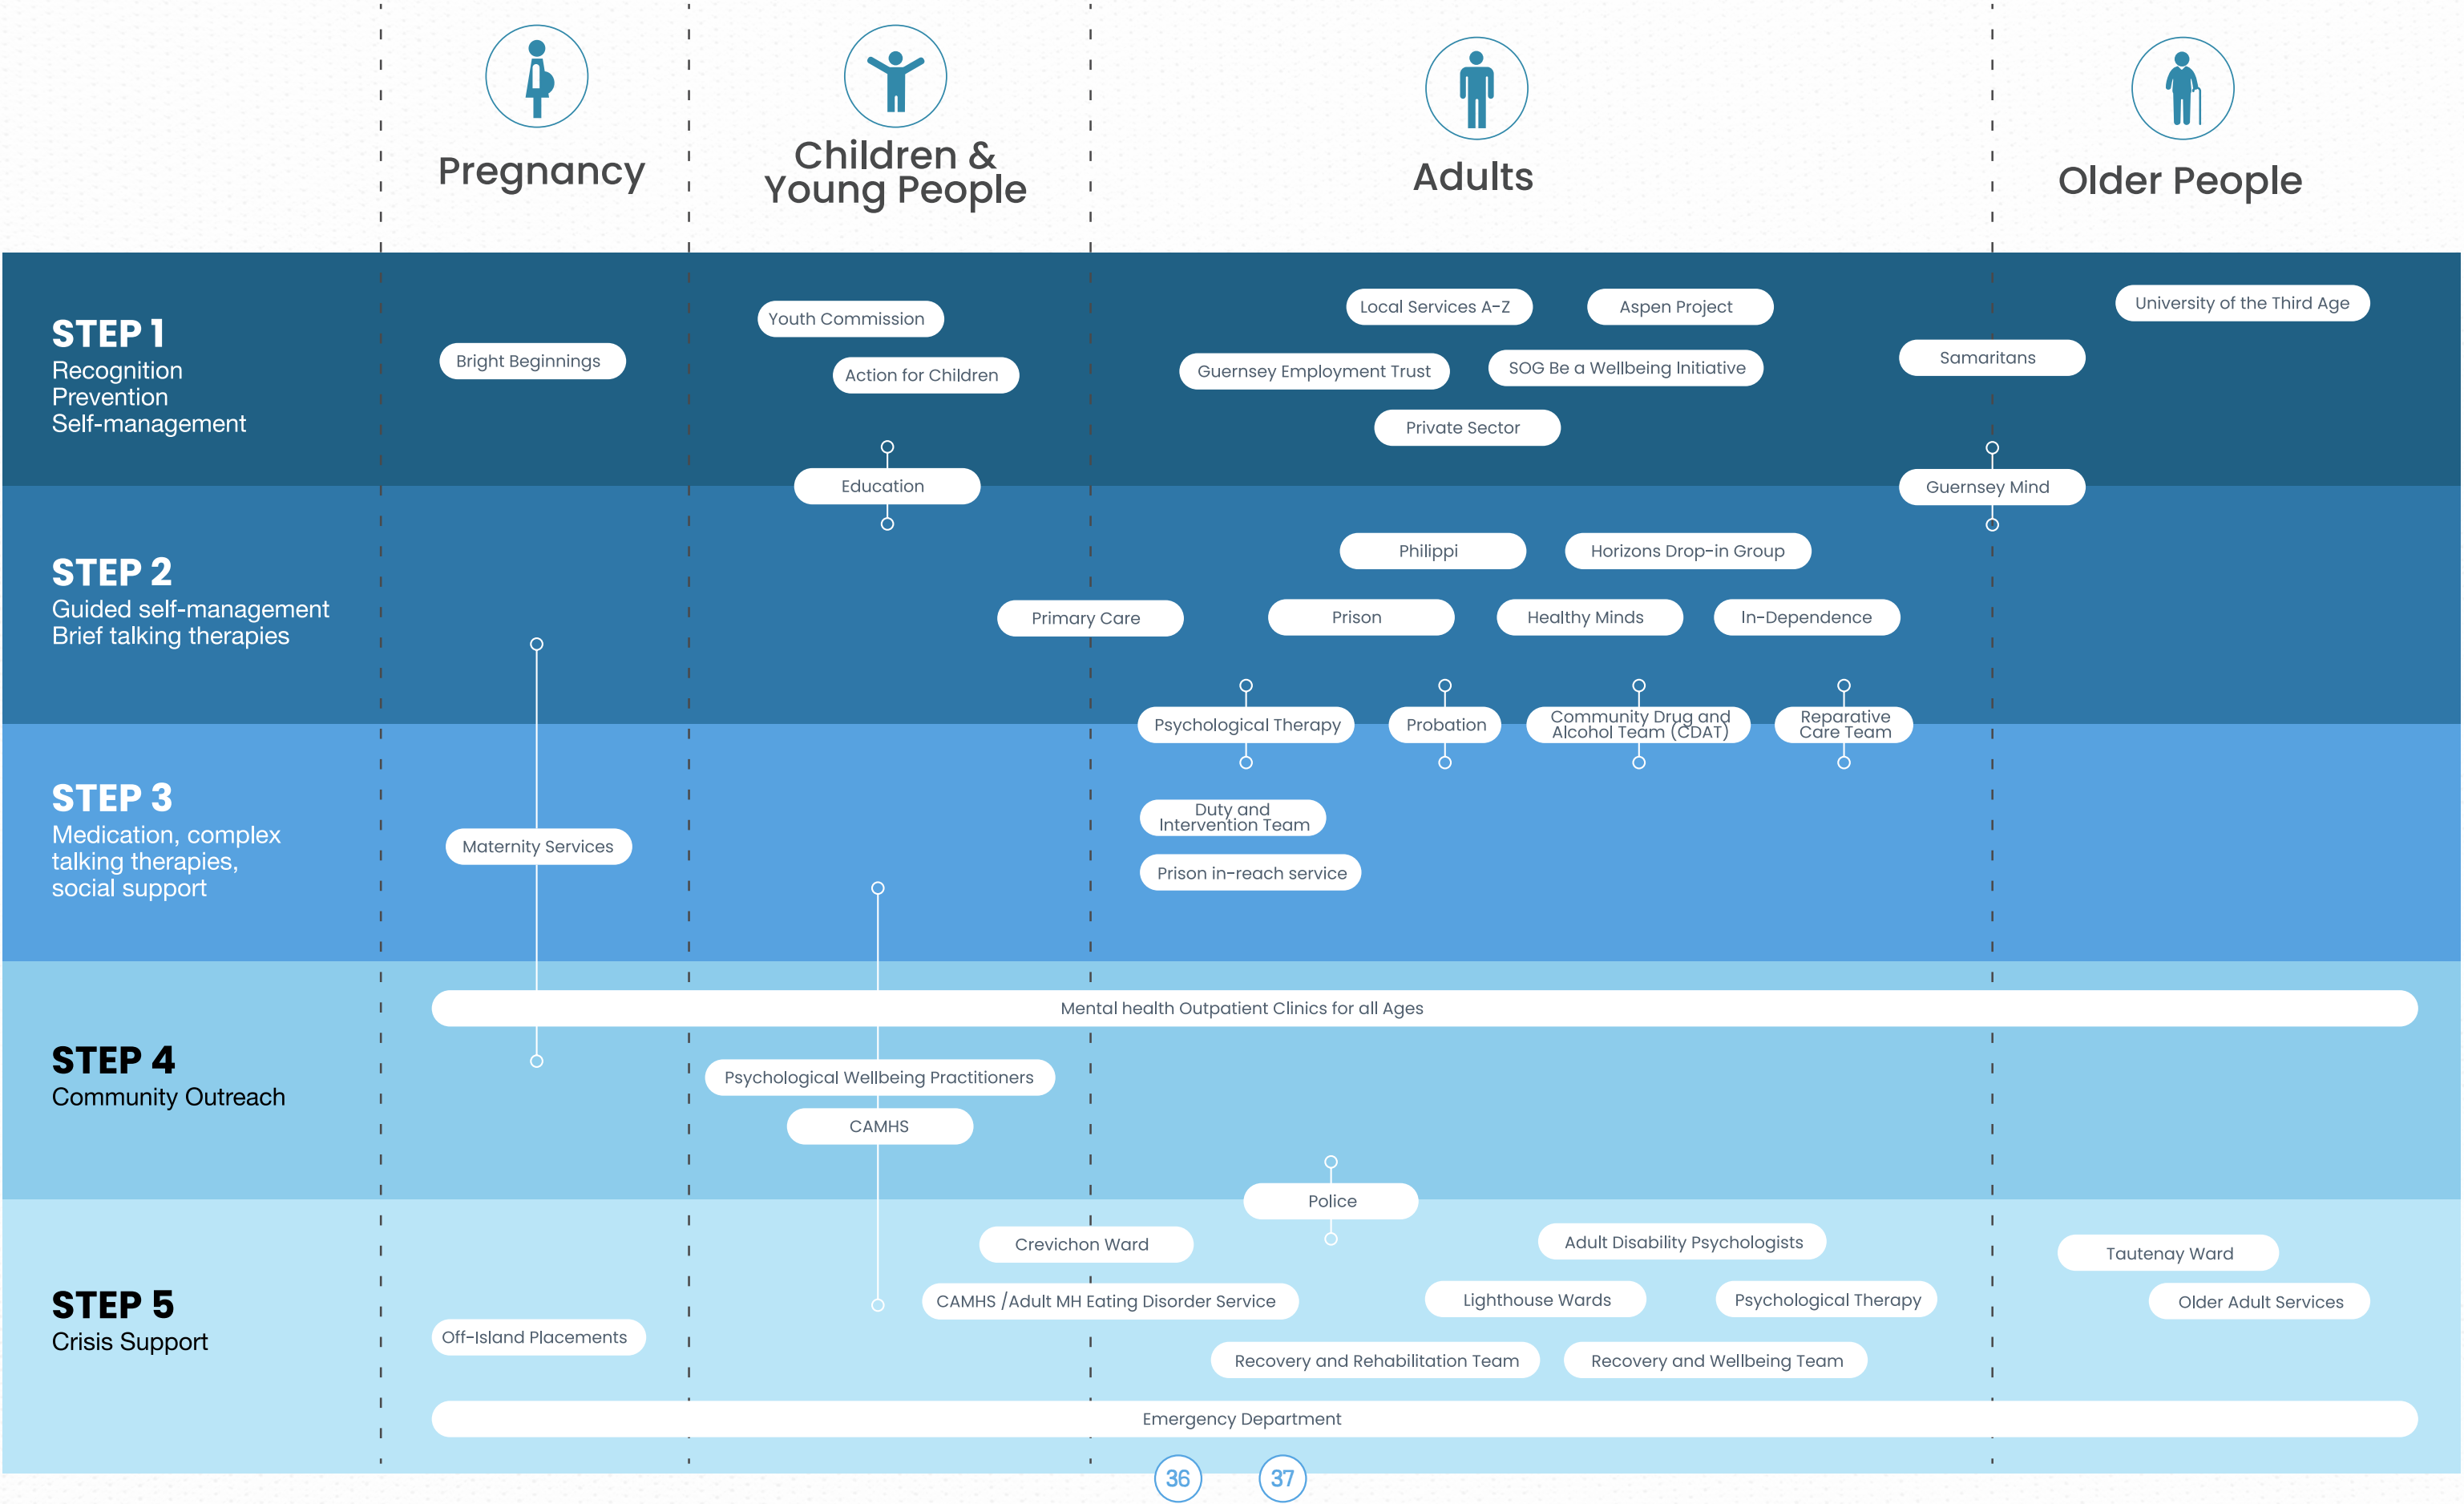 Pregnancy
Children &
Young People
Adults
Older People
STEP 1
Recognition
Prevention
Self-management
Bright Beginnings
Youth Commission
Action for Children
Education
Local Services A-Z
Aspen Project
Guernsey Employment Trust
SOG Be a Wellbeing Initiative
Private Sector
Samaritans
University of the Third Age
Guernsey Mind
STEP 2
Guided self-management
Brief talking therapies
Philippi
Horizons Drop-in Group
Primary Care
Prison
Healthy Minds
In-Dependence
Psychological Therapy
Probation
Community Drug and
Alcohol Team (CDAT)
Reparative
Care Team
STEP 3
Medication, complex
talking therapies,
social support
Maternity Services
Duty and
Intervention Team
Prison in-reach service
STEP 4
Community Outreach
Mental health Outpatient Clinics for all Ages
Psychological Wellbeing Practitioners
CAMHS
Police
STEP 5
Crisis Support
Off-Island Placements
Crevichon Ward
CAMHS /Adult MH Eating Disorder Service
Adult Disability Psychologists
Lighthouse Wards
Psychological Therapy
Recovery and Rehabilitation Team
Recovery and Wellbeing Team
Tautenay Ward
Older Adult Services
Emergency Department
36
37